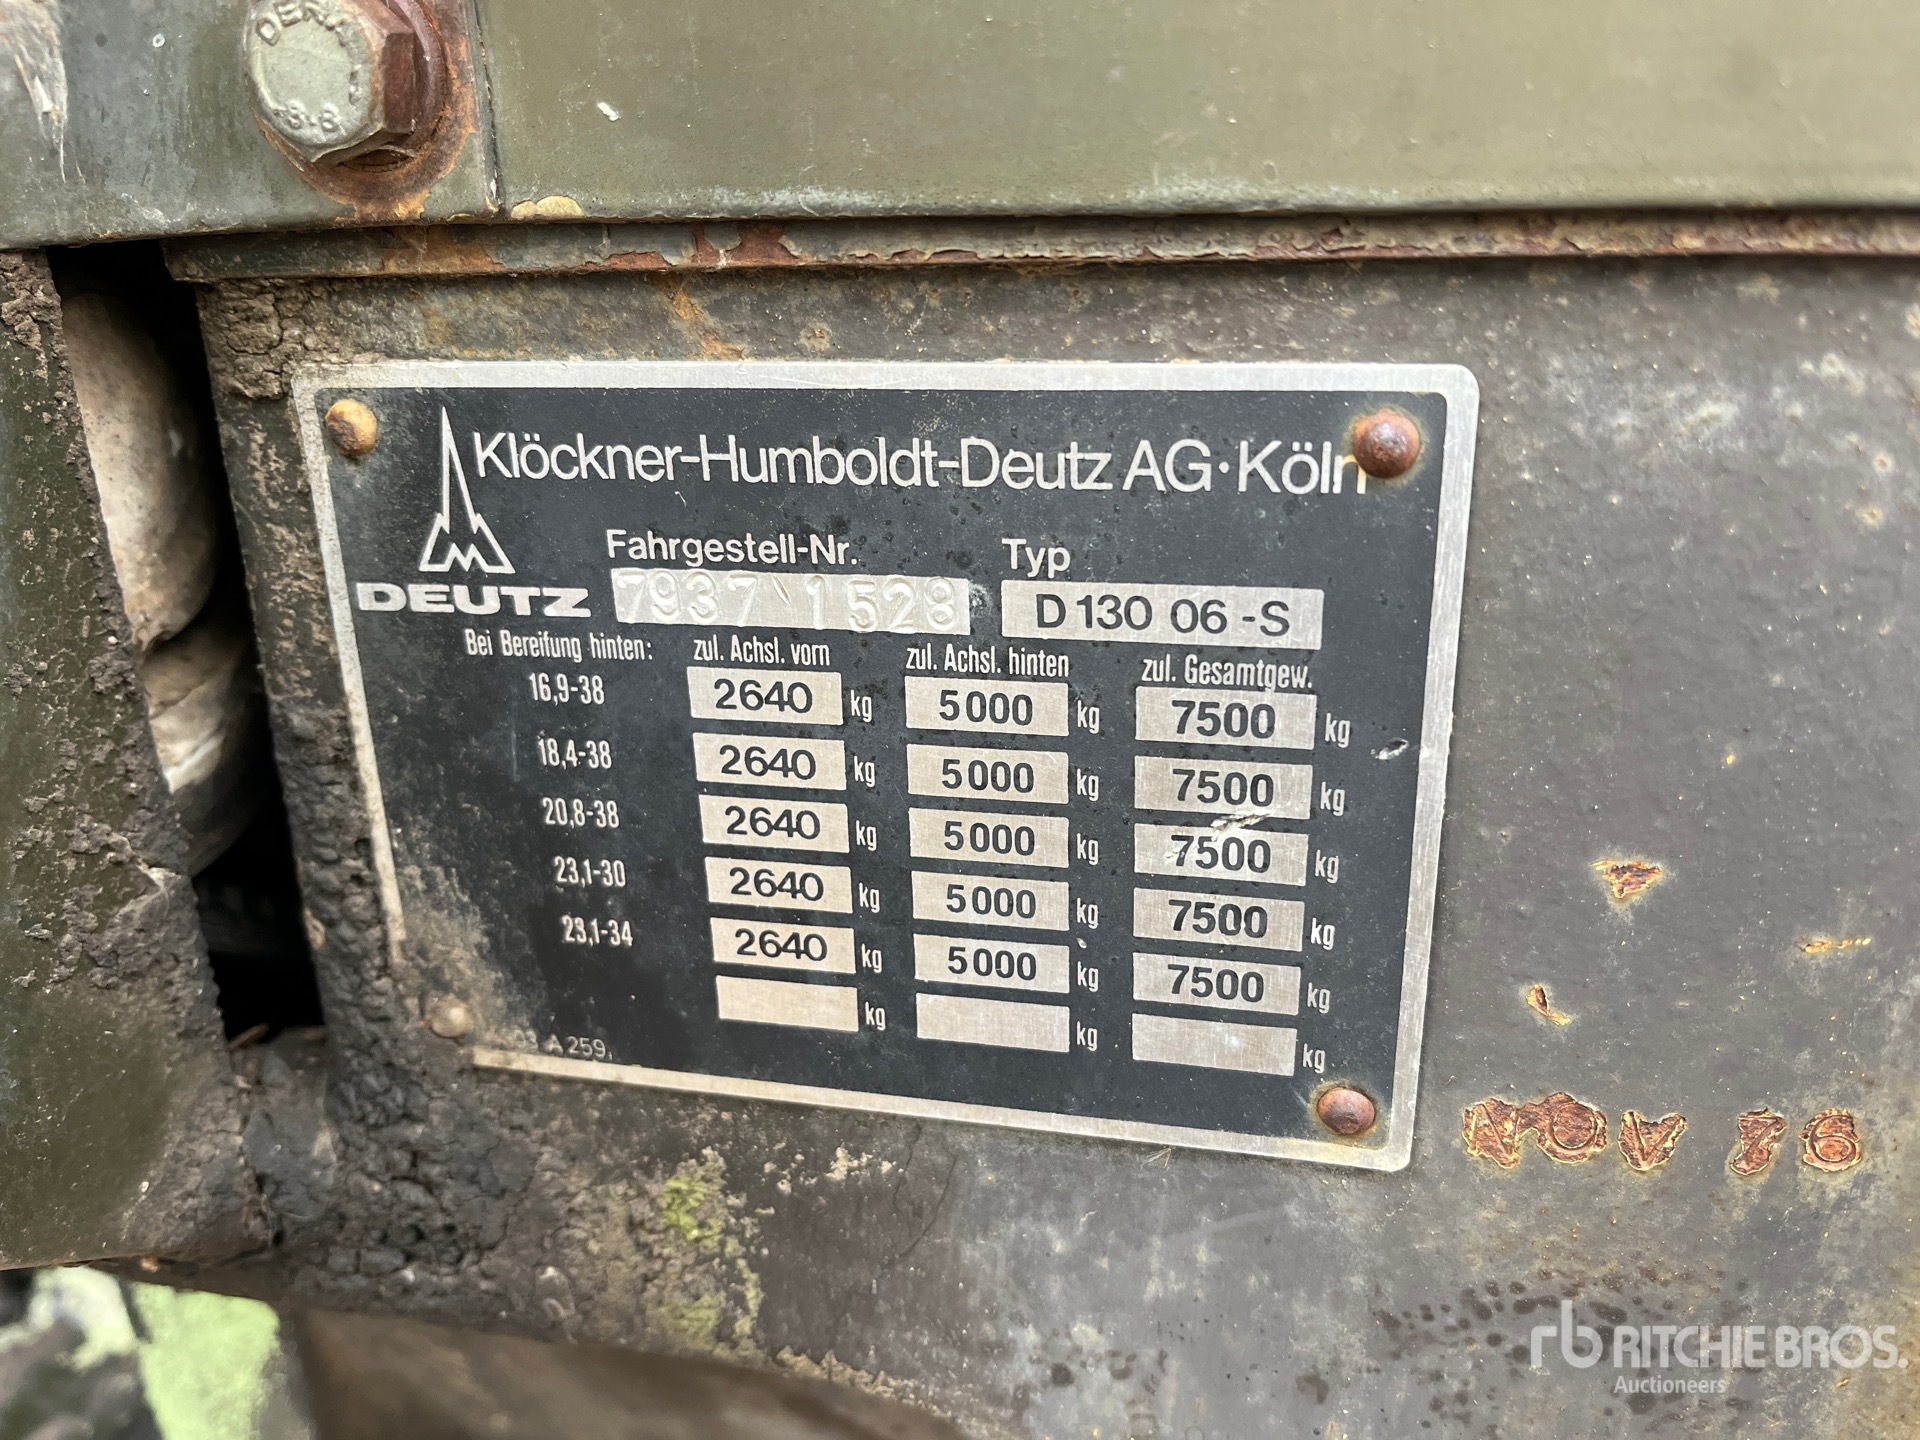 8.8
Klöckner-Humboldt-Deutz AG·Köln
DEUTZ
Fahrgestell-Nr. Typ
7937 1528 D 130 06 -S
Bei Bereifung hinten: zul. Achsl. vorn zul. Achsl. hinten zul. Gesamtgew.
16,9-38 2640 kg 5000 kg 7500 kg
18,4-38 2640 kg 5000 kg 7500 kg
20,8-38 2640 kg 5000 kg 7500 kg
23,1-30 2640 kg 5000 kg 7500 kg
23,1-34 2640 kg 5000 kg 7500 kg
kg kg kg
03 A 259,
NOV 76
rb RITCHIE BROS.
Auctioneers